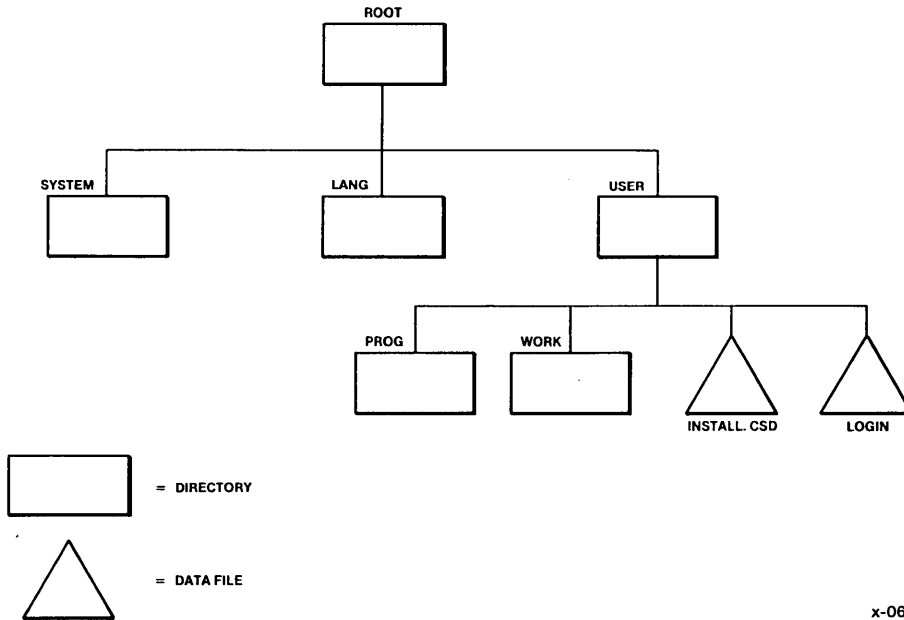 ROOT
SYSTEM
LANG
USER
PROG
WORK
INSTALL. CSD
LOGIN
= DIRECTORY
= DATA FILE
x-06